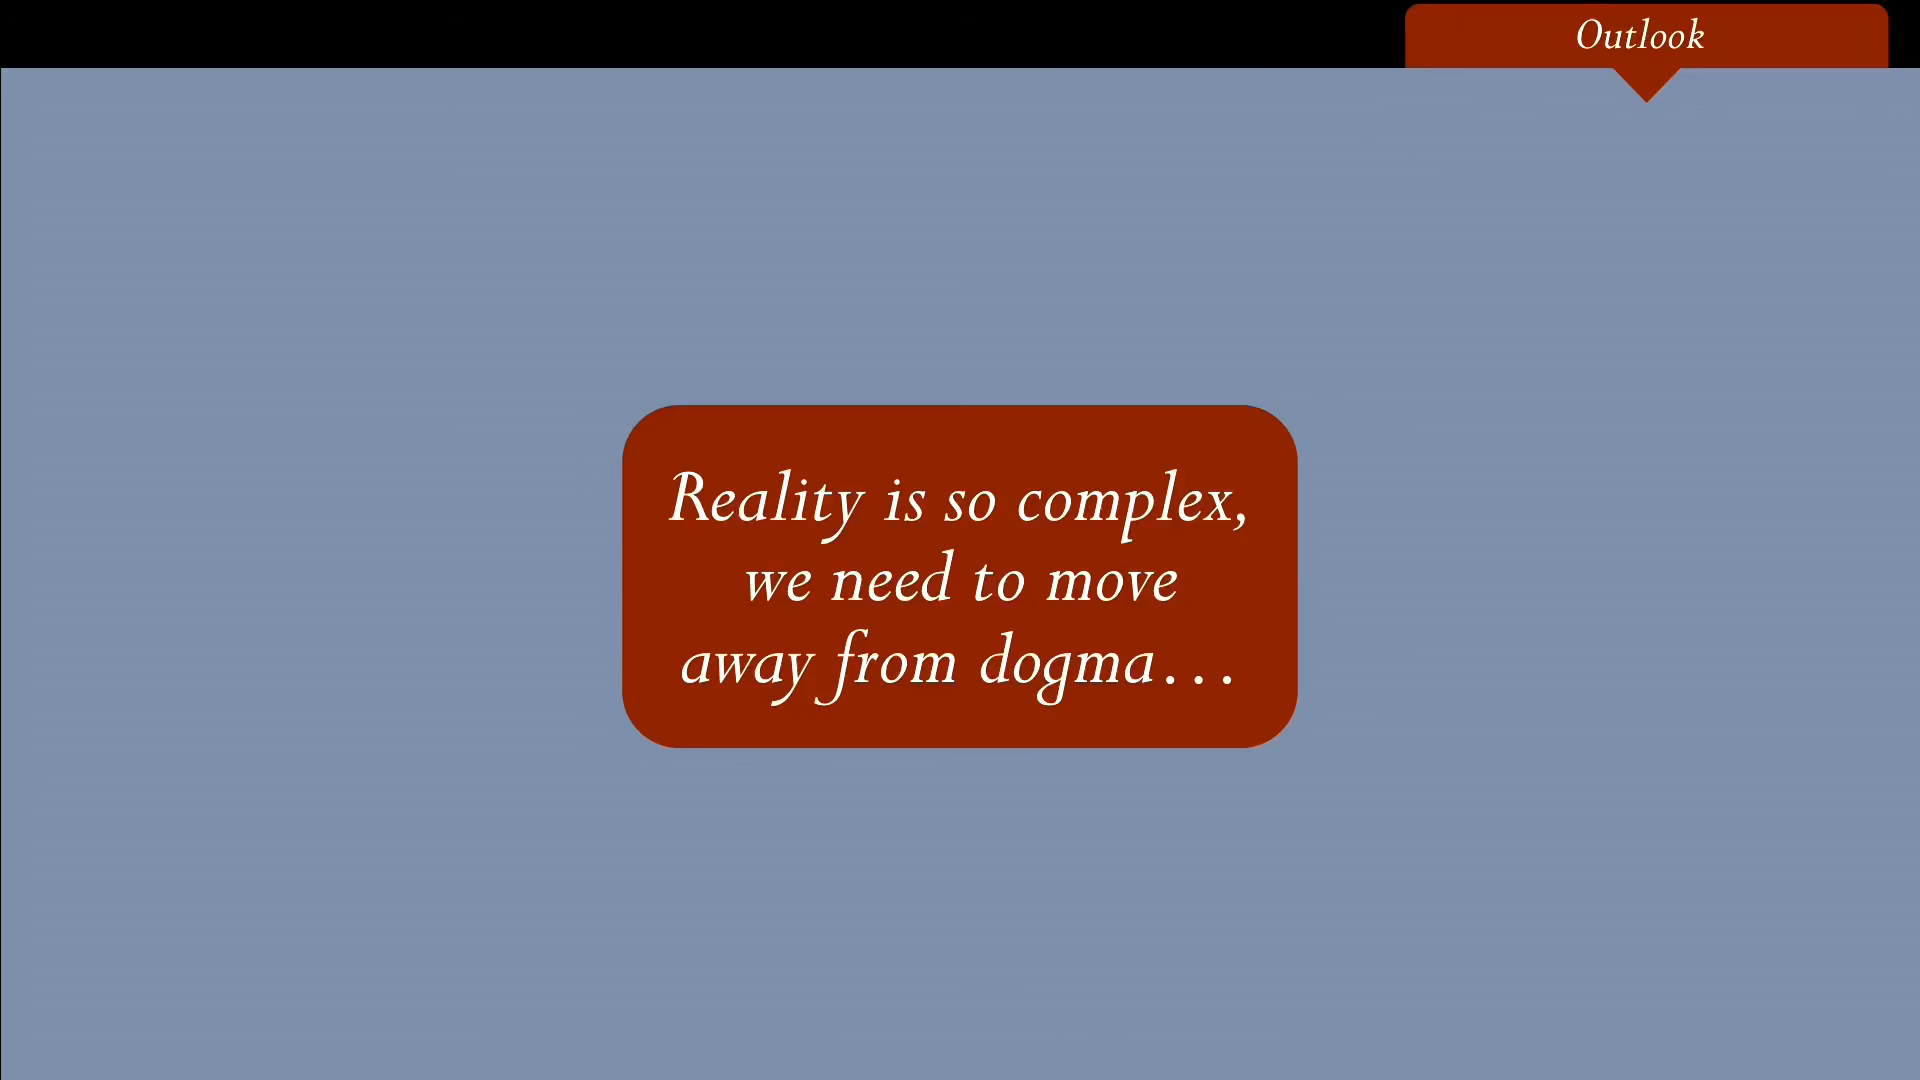 Outlook
Reality is so complex,
we need to move
away from dogma...